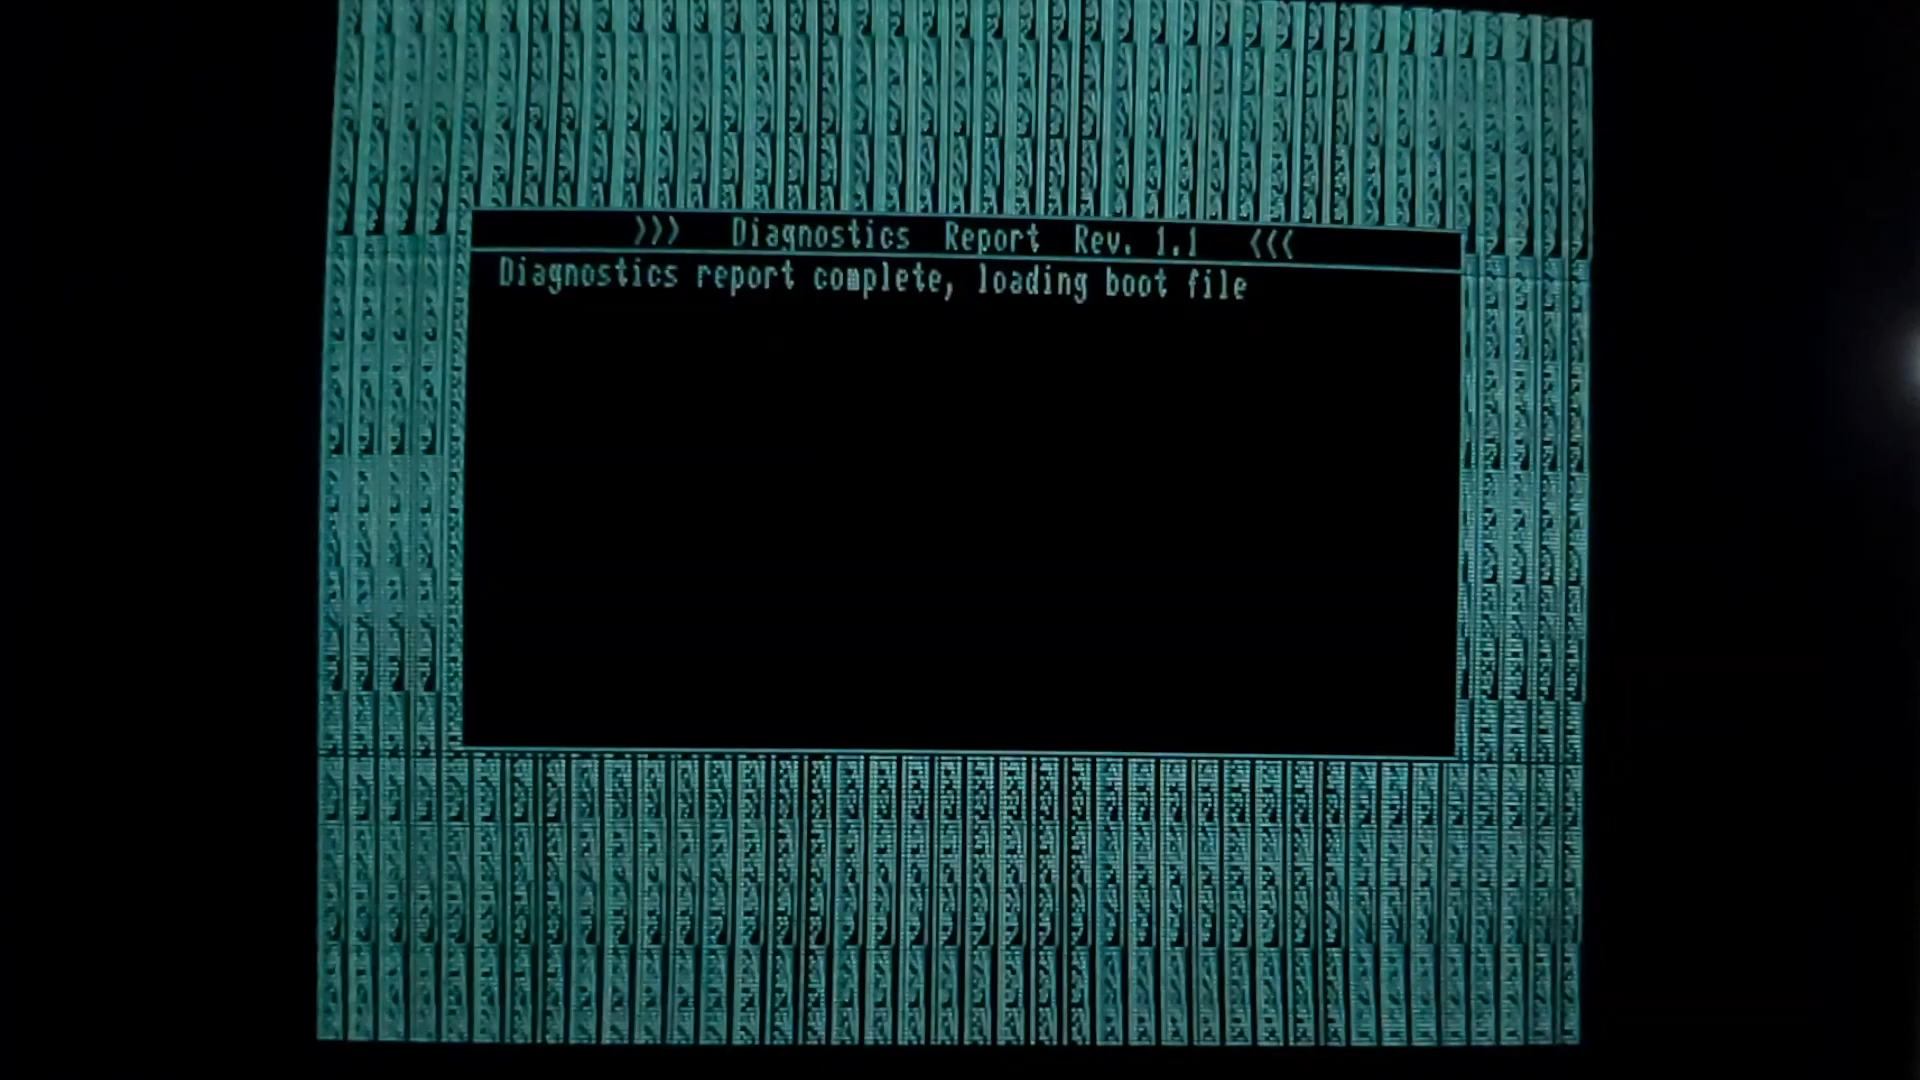 >>> Diagnostics Report Rev. 1.1 <<<
Diagnostics report complete, loading boot file